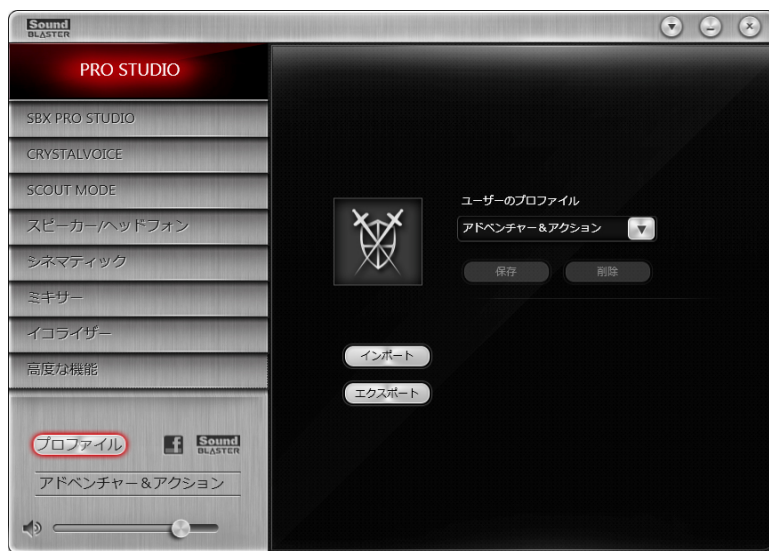 Sound
BLASTER
PRO STUDIO
SBX PRO STUDIO
CRYSTALVOICE
SCOUT MODE
スピーカー/ヘッドフォン
シネマティック
ミキサー
イコライザー
高度な機能
プロファイル
f
Sound
BLASTER
アドベンチャー&アクション
ユーザーのプロファイル
アドベンチャー&アクション
保存
削除
インポート
エクスポート